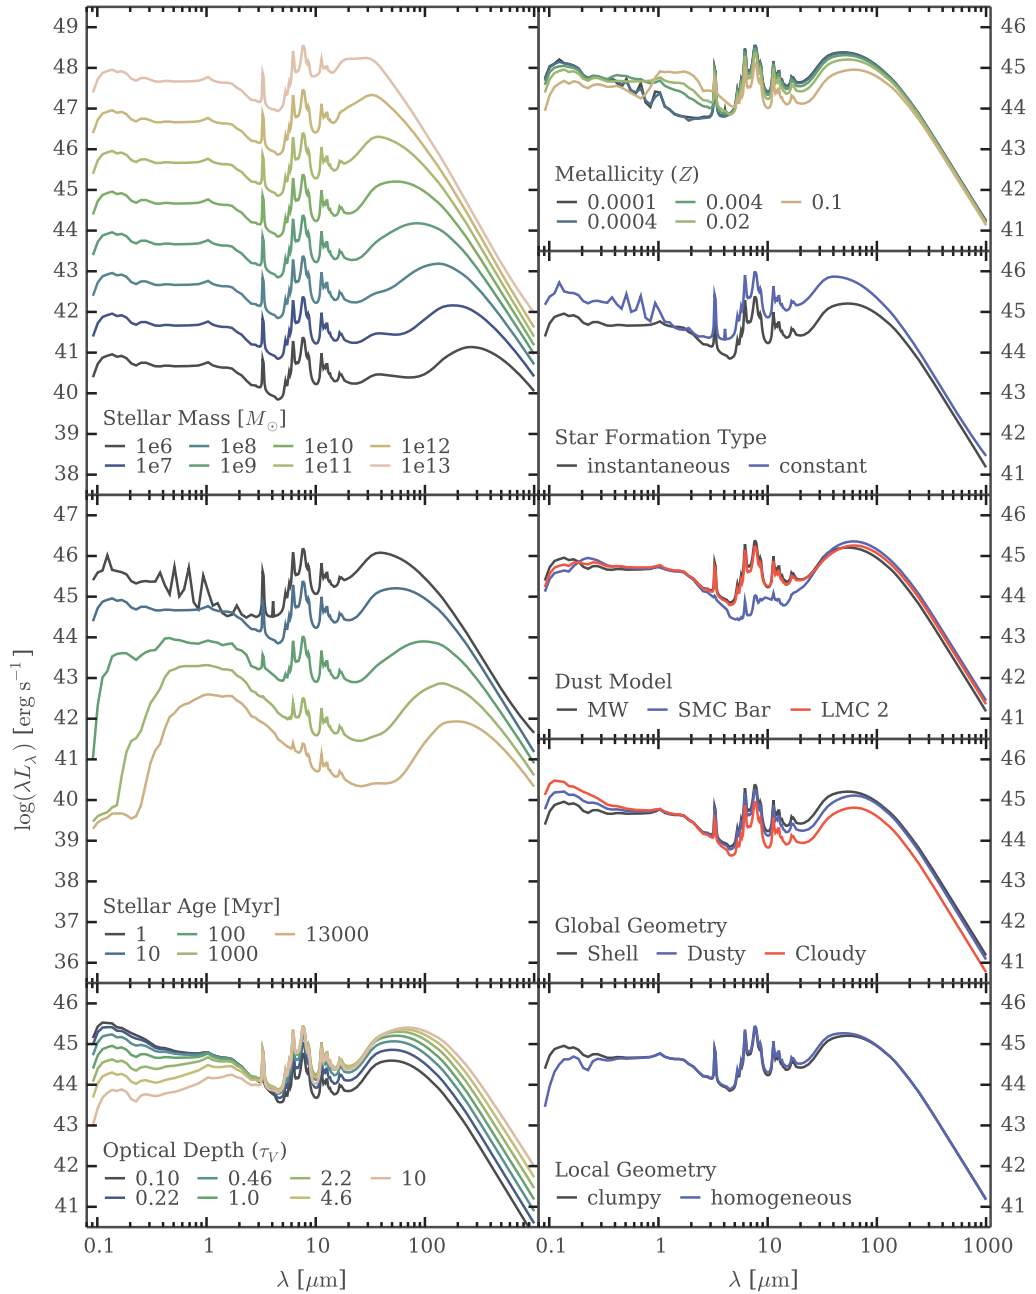 49
48
47
46
45
44
43
42
41
40
39
38
Stellar Mass [M⊙]
1e6 1e8 1e10 1e12
1e7 1e9 1e11 1e13
47
46
45
44
43
42
41
40
39
38
37
36
log(λLλ) [erg s⁻¹]
Stellar Age [Myr]
1 100 13000
10 1000
46
45
44
43
42
41
Optical Depth (τV)
0.10 0.46 2.2 10
0.22 1.0 4.6
0.1 1 10 100
λ [μm]
46
45
44
43
42
41
Metallicity (Z)
0.0001 0.004 0.1
0.0004 0.02
46
45
44
43
42
41
Star Formation Type
instantaneous constant
46
45
44
43
42
41
Dust Model
MW SMC Bar LMC 2
46
45
44
43
42
41
Global Geometry
Shell Dusty Cloudy
46
45
44
43
42
41
Local Geometry
clumpy homogeneous
0.1 1 10 100 1000
λ [μm]